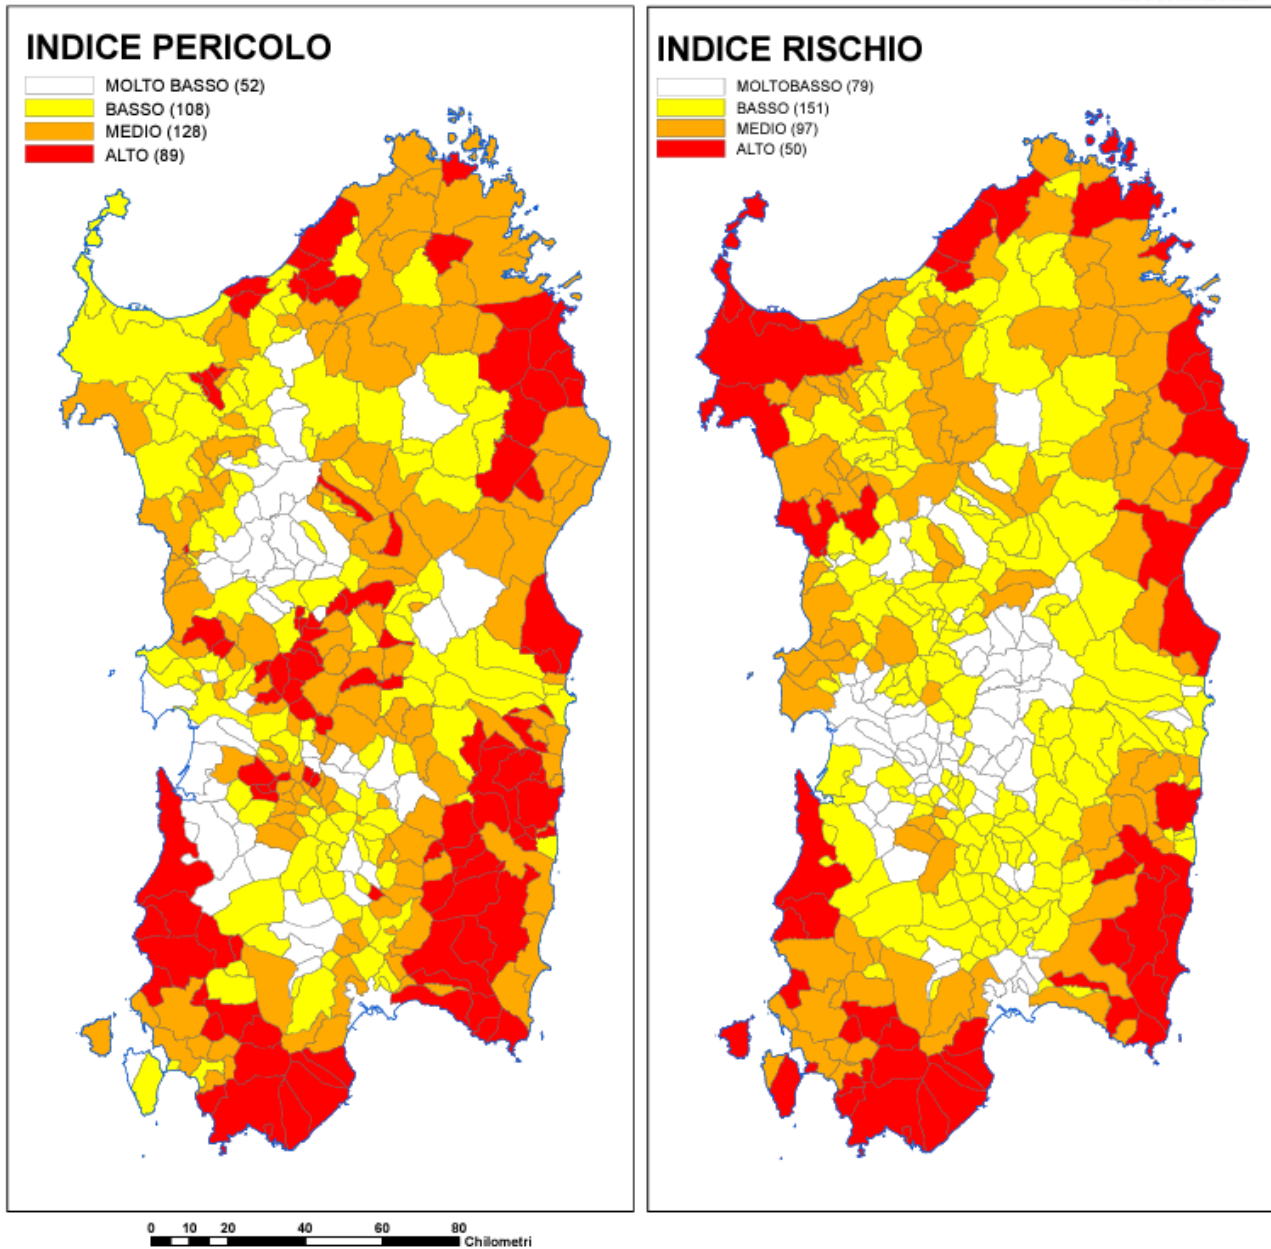 INDICE PERICOLO
MOLTO BASSO (52)
BASSO (108)
MEDIO (128)
ALTO (89)
INDICE RISCHIO
MOLTOBASSO (79)
BASSO (151)
MEDIO (97)
ALTO (50)
0 10 20 40 60 80
Chilometri